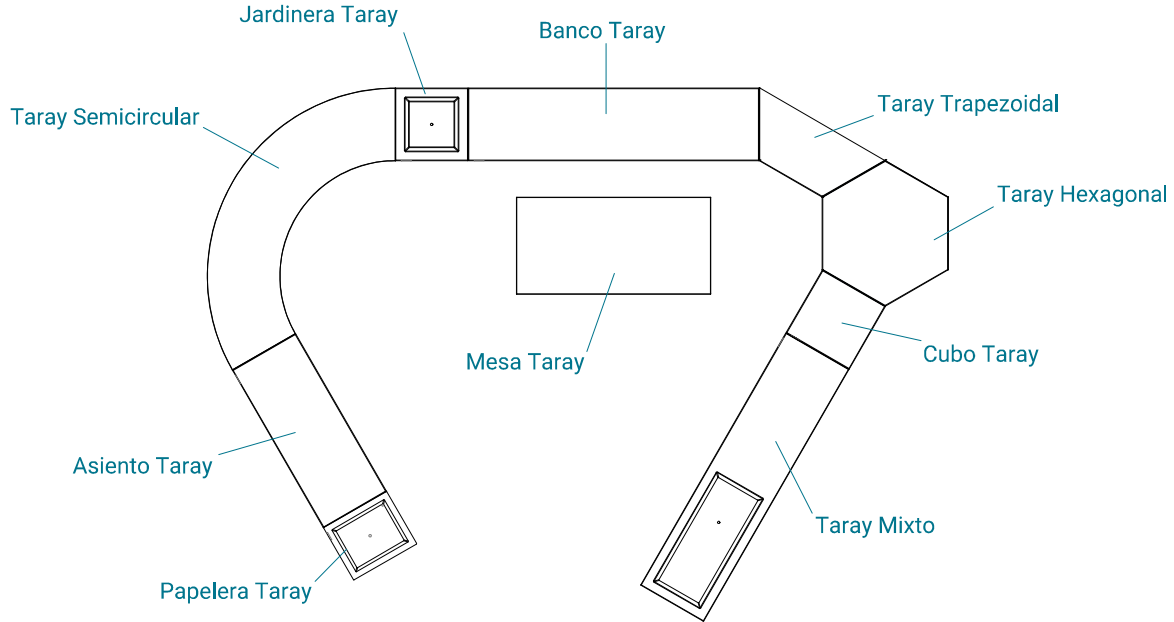 Jardinera Taray
Banco Taray
Taray Trapezoidal
Taray Semicircular
Taray Hexagonal
Mesa Taray
Cubo Taray
Asiento Taray
Taray Mixto
Papelera Taray